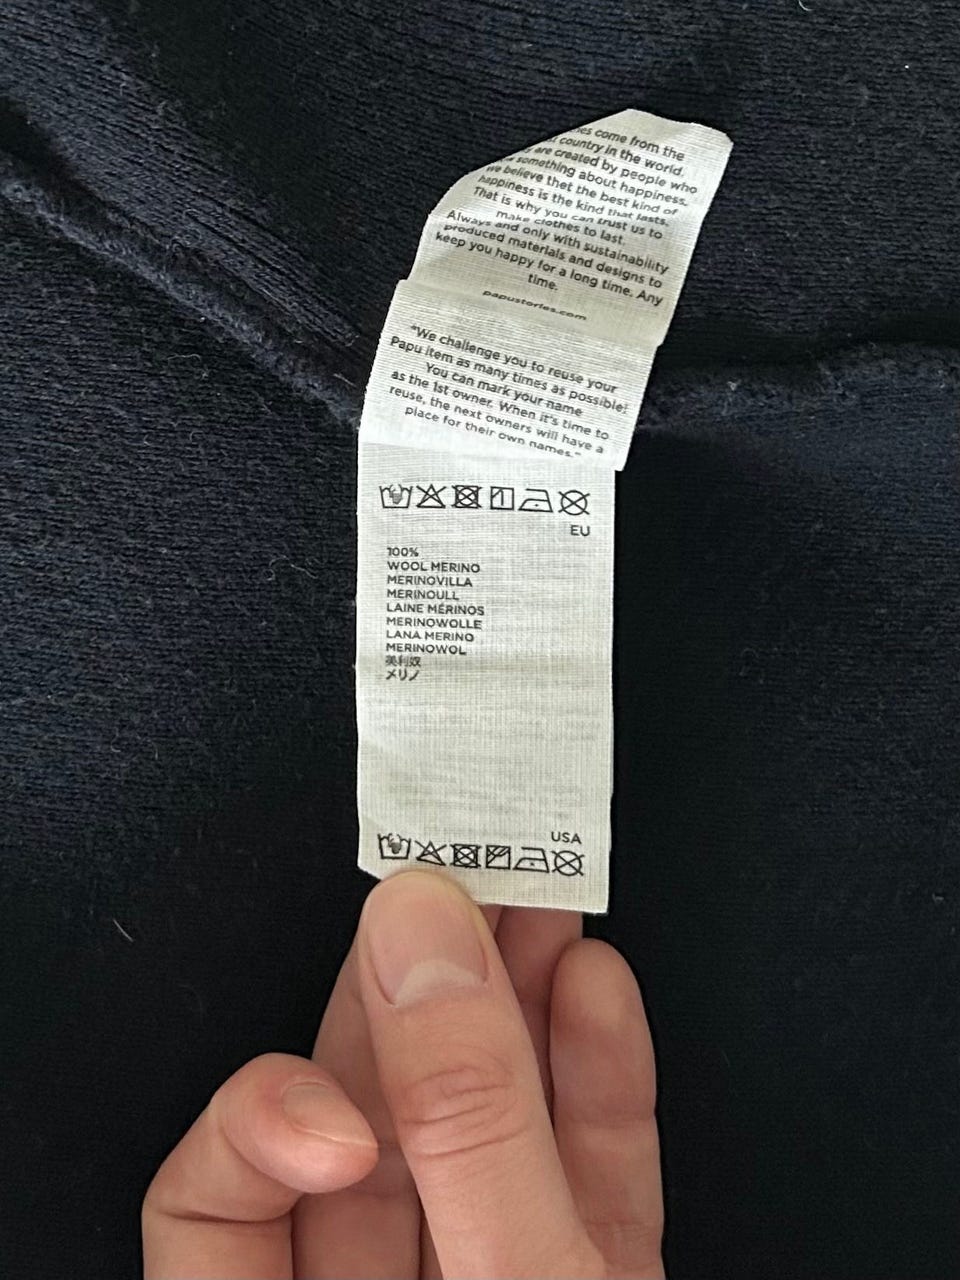 come from the
country in the world.
are created by people who
something about happiness.
we believe thet the best kind of
happiness is the kind that lasts.
That is why you can trust us to
make clothes to last.
Always and only with sustainability
produced materials and designs to
keep you happy for a long time. Any
time.
papustories.com
"We challenge you to reuse your
Papu item as many times as possible!
You can mark your name
as the 1st owner. When it's time to
reuse, the next owners will have a
place for their own names."
EU
100%
WOOL MERINO
MERINOVILLA
MERINOULL
LAINE MÉRINOS
MERINOWOLLE
LANA MERINO
MERINOWOL
美利奴
メリノ
USA